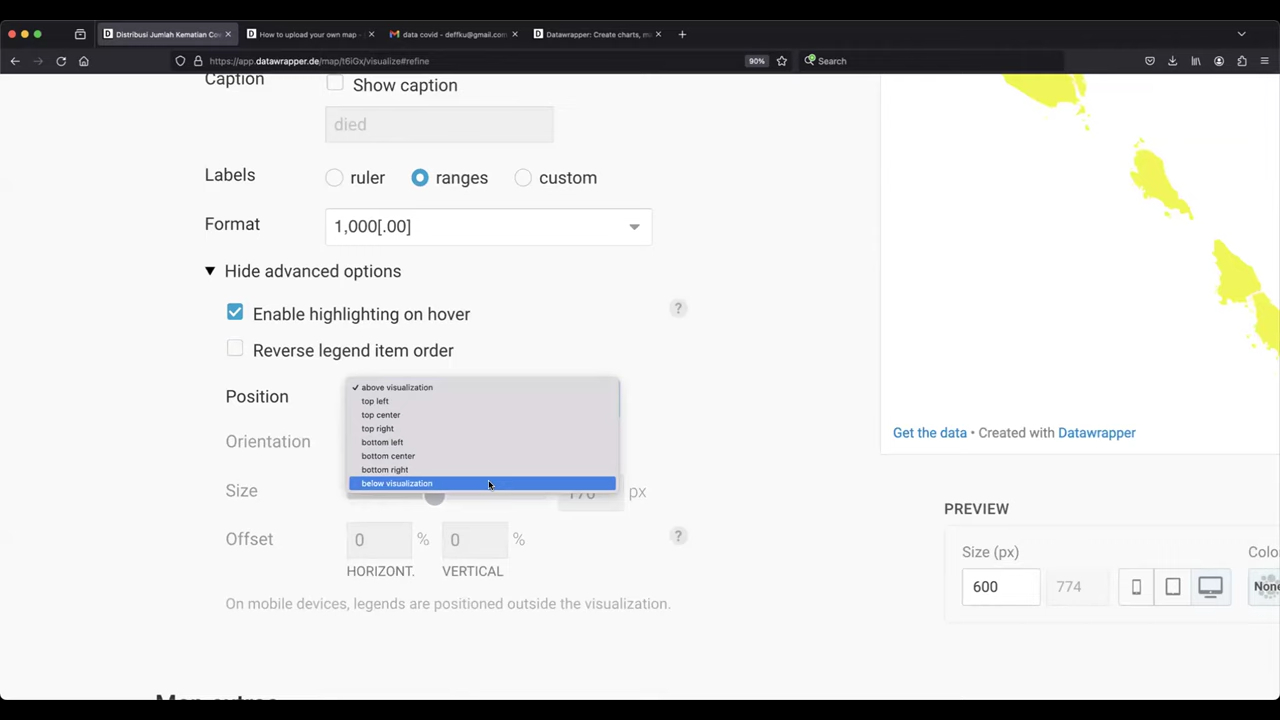 Distribusi Jumlah Kematian Cov
How to upload your own map -
data covid - deffku@gmail.com
Datawrapper: Create charts, m
https://app.datawrapper.de/map/t6iGx/visualize#refine
90%
Search
Caption
Show caption
died
Labels
ruler
ranges
custom
Format
1,000[.00]
Hide advanced options
Enable highlighting on hover
?
Reverse legend item order
Position
above visualization
top left
top center
top right
bottom left
bottom center
bottom right
below visualization
Orientation
Size
px
Offset
0 %
0 %
?
HORIZONT.
VERTICAL
On mobile devices, legends are positioned outside the visualization.
Get the data • Created with Datawrapper
PREVIEW
Size (px)
600
774
Colo
None